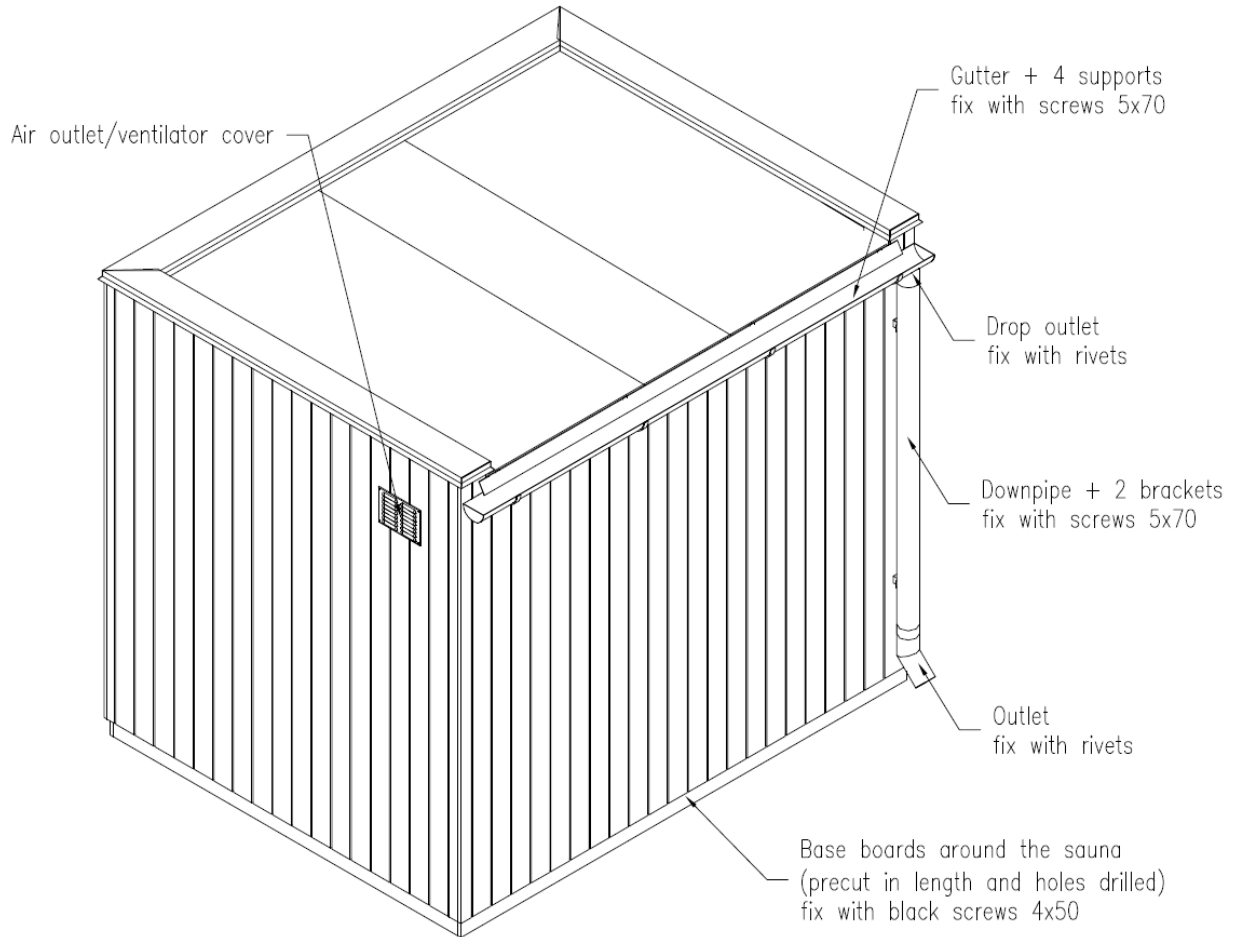 Gutter + 4 supports
fix with screws 5x70
Air outlet/ventilator cover
Drop outlet
fix with rivets
Downpipe + 2 brackets
fix with screws 5x70
Outlet
fix with rivets
Base boards around the sauna
(precut in length and holes drilled)
fix with black screws 4x50